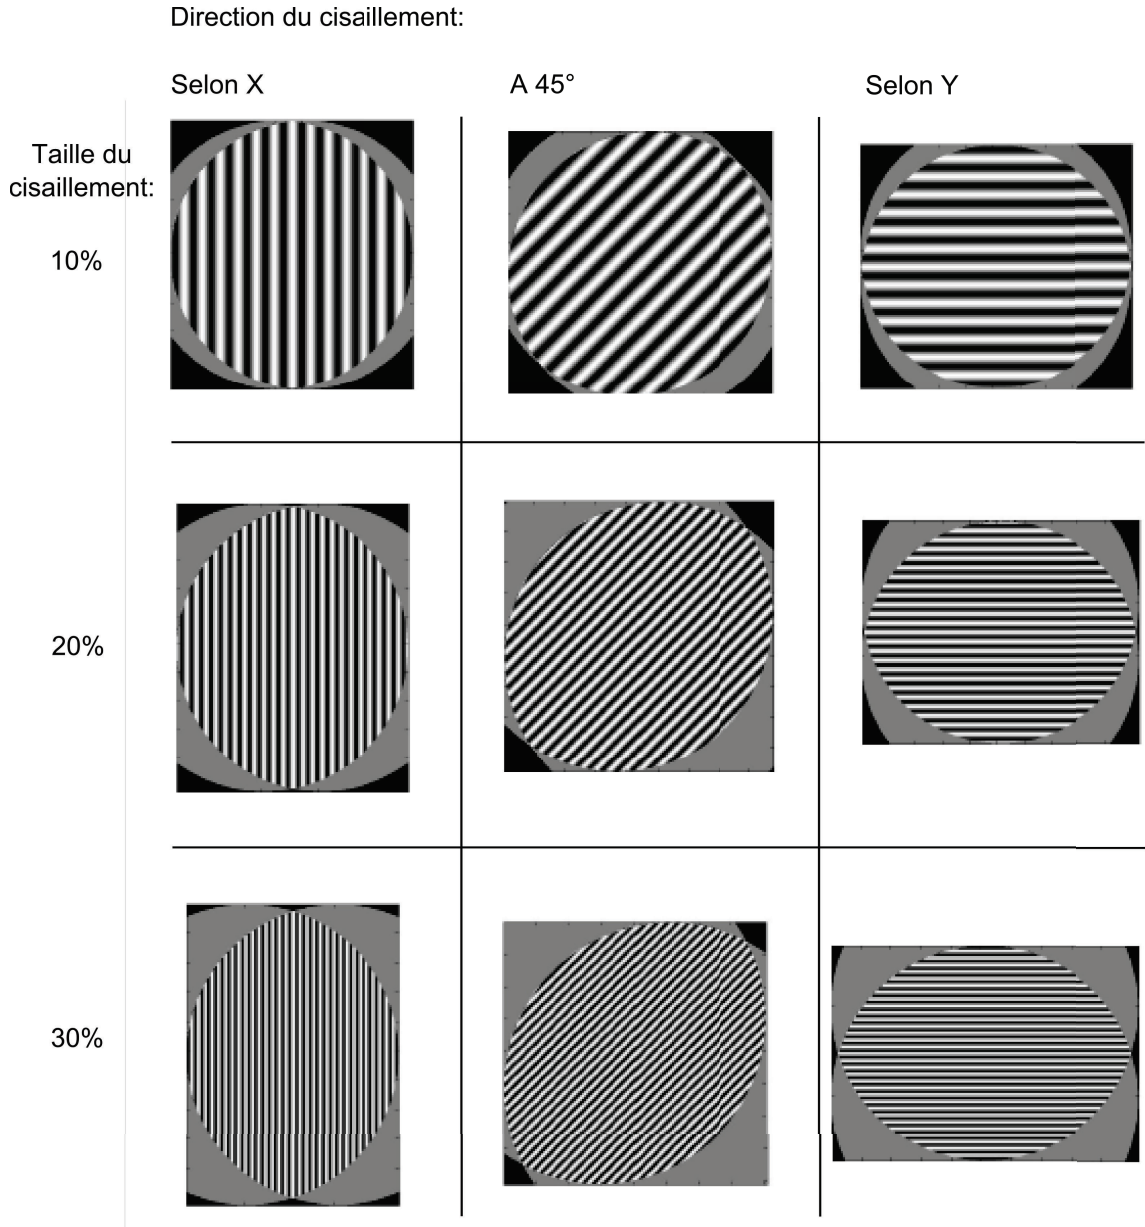 Direction du cisaillement:
Selon X
A 45°
Selon Y
Taille du
cisaillement:
10%
20%
30%